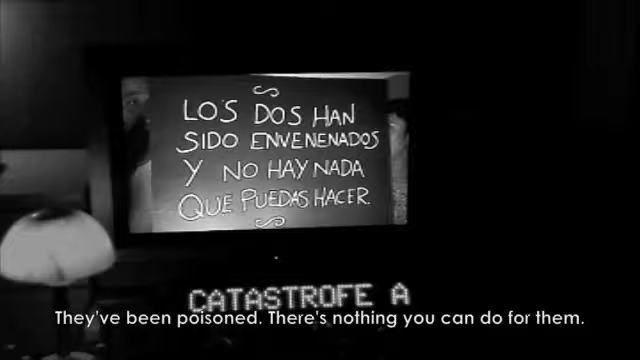 LOS DOS HAN
SIDO ENVENENADOS
Y NO HAY NADA
QUE PUEDAS HACER.
CATASTROFE A
They've been poisoned. There's nothing you can do for them.